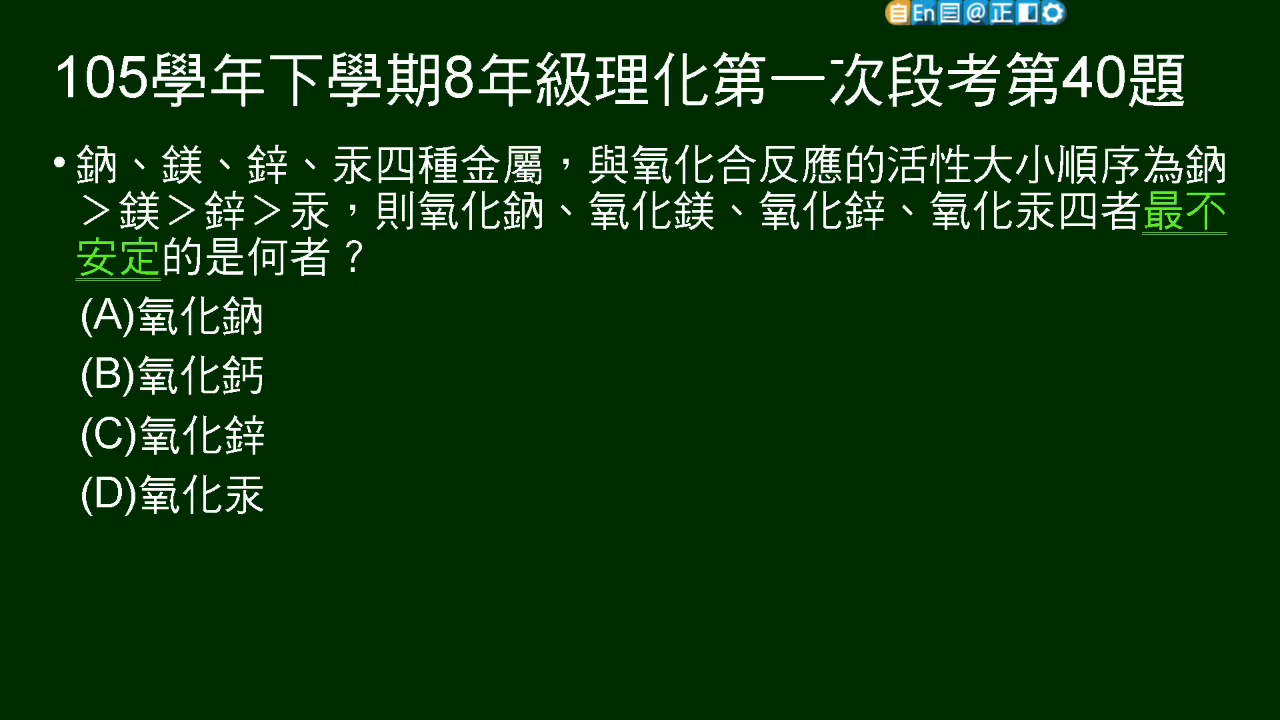 自En@正
105學年下學期8年級理化第一次段考第40題
•鈉、鎂、鋅、汞四種金屬，與氧化合反應的活性大小順序為鈉
＞鎂＞鋅＞汞，則氧化鈉、氧化鎂、氧化鋅、氧化汞四者最不
安定的是何者？
(A)氧化鈉
(B)氧化鈣
(C)氧化鋅
(D)氧化汞